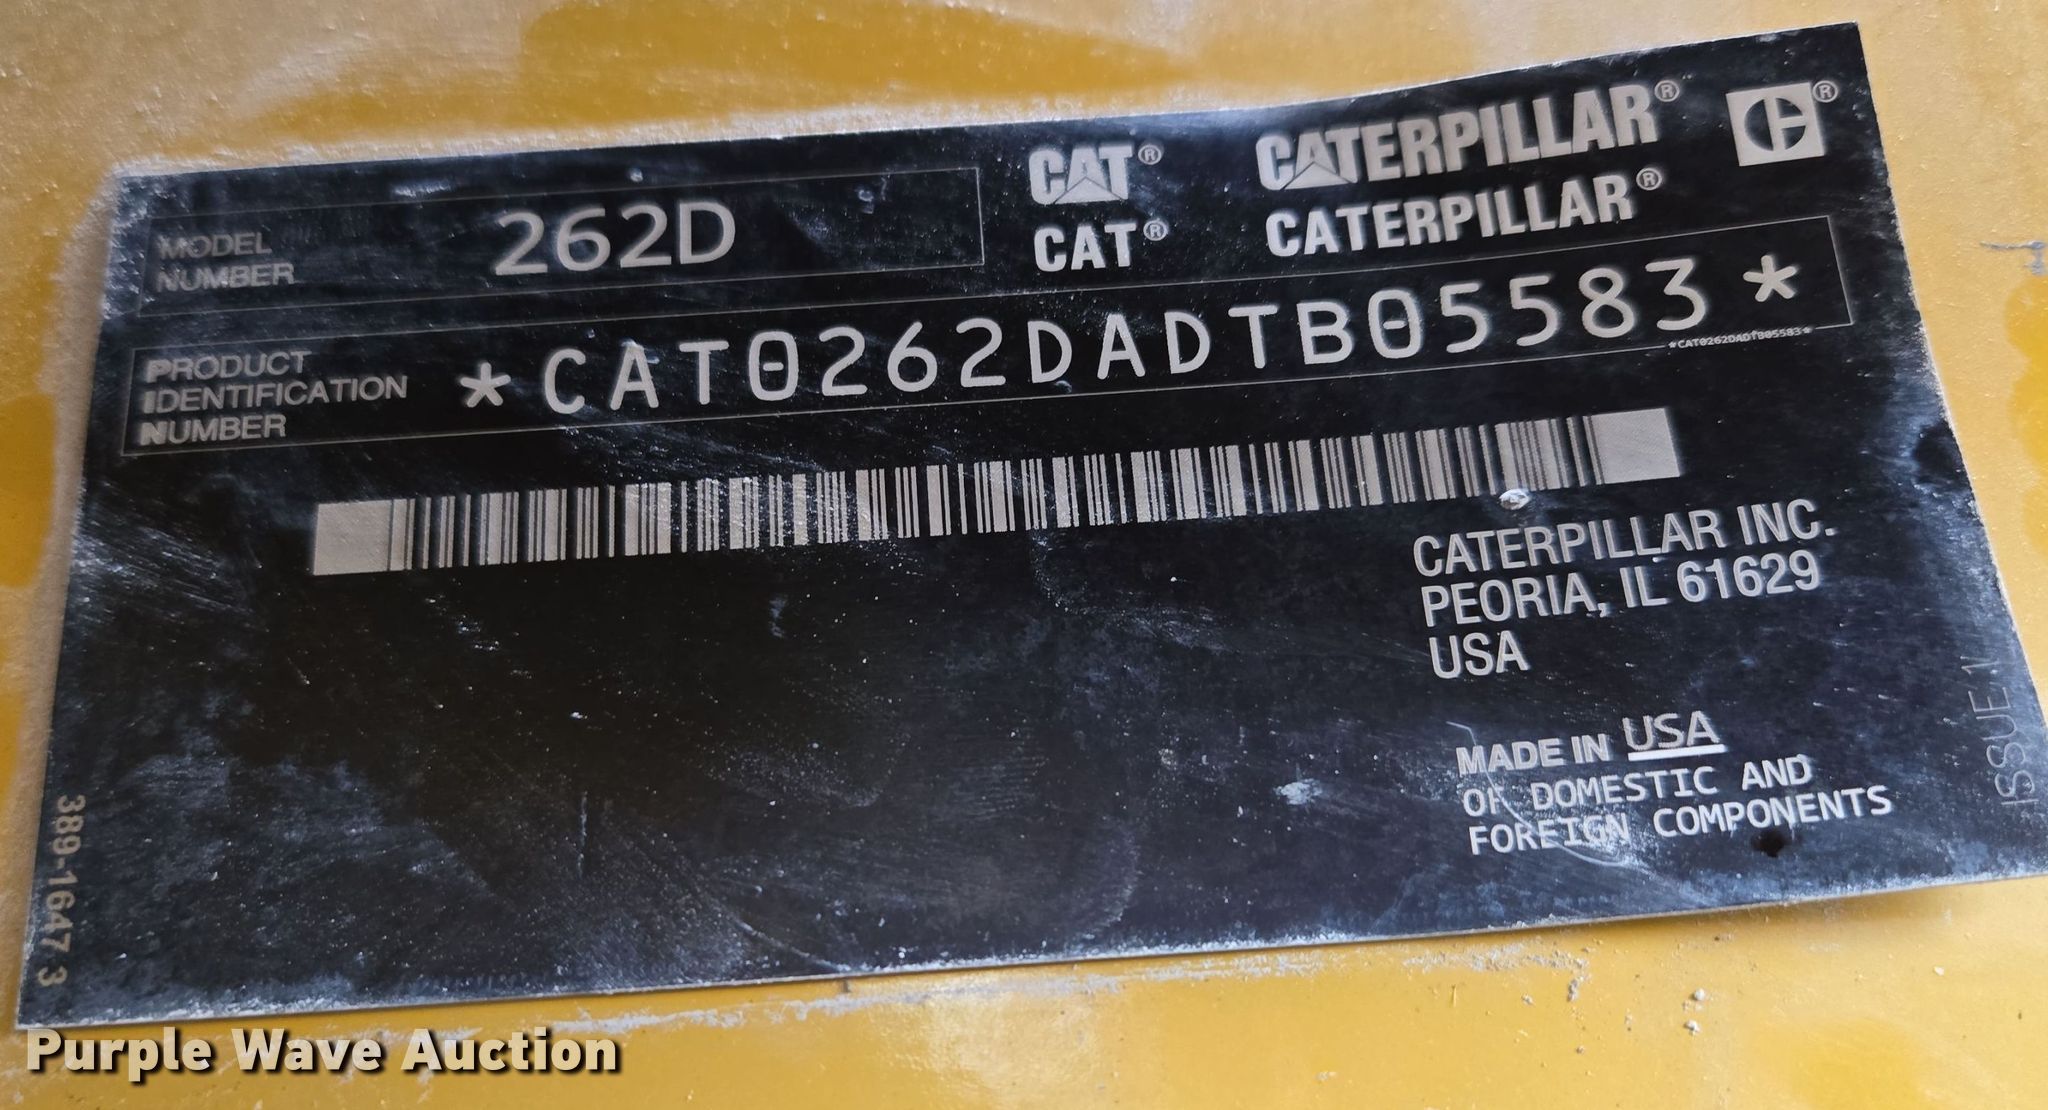 MODEL
NUMBER
262D
CAT® CATERPILLAR® ®
CAT® CATERPILLAR®
PRODUCT
IDENTIFICATION
NUMBER
*CAT0262DADTB05583*
*CAT0262DADTB05583*
CATERPILLAR INC.
PEORIA, IL 61629
USA
MADE IN USA
OF DOMESTIC AND
FOREIGN COMPONENTS
ISSUE 1
389-1647 3
Purple Wave Auction